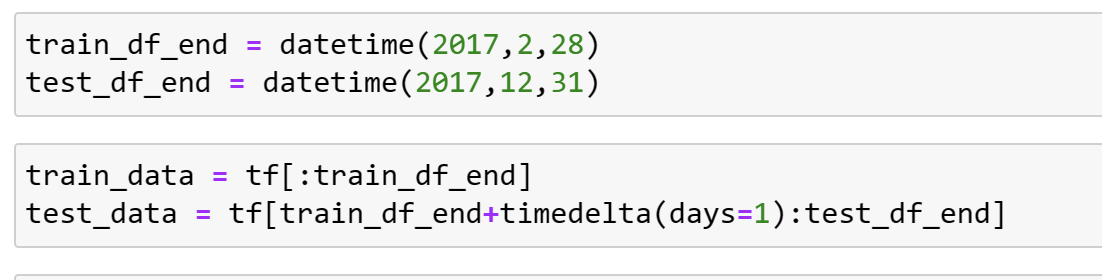 train_df_end = datetime(2017,2,28)
test_df_end = datetime(2017,12,31)
train_data = tf[:train_df_end]
test_data = tf[train_df_end+timedelta(days=1):test_df_end]